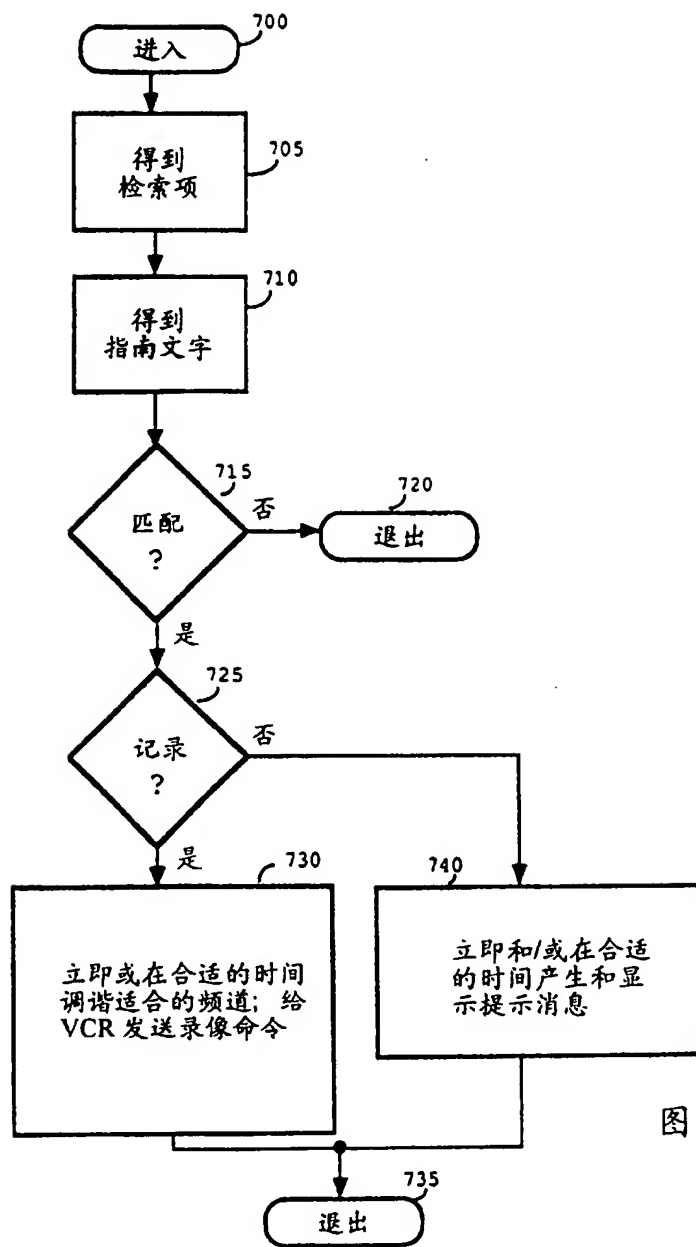 700
进入
705
得到
检索项
710
得到
指南文字
715
匹配
?
否
720
退出
是
725
记录
?
否
是
730
立即或在合适的时间
调谐适合的频道；给
VCR 发送录像命令
740
立即和/或在合适
的时间产生和显
示提示消息
图
735
退出